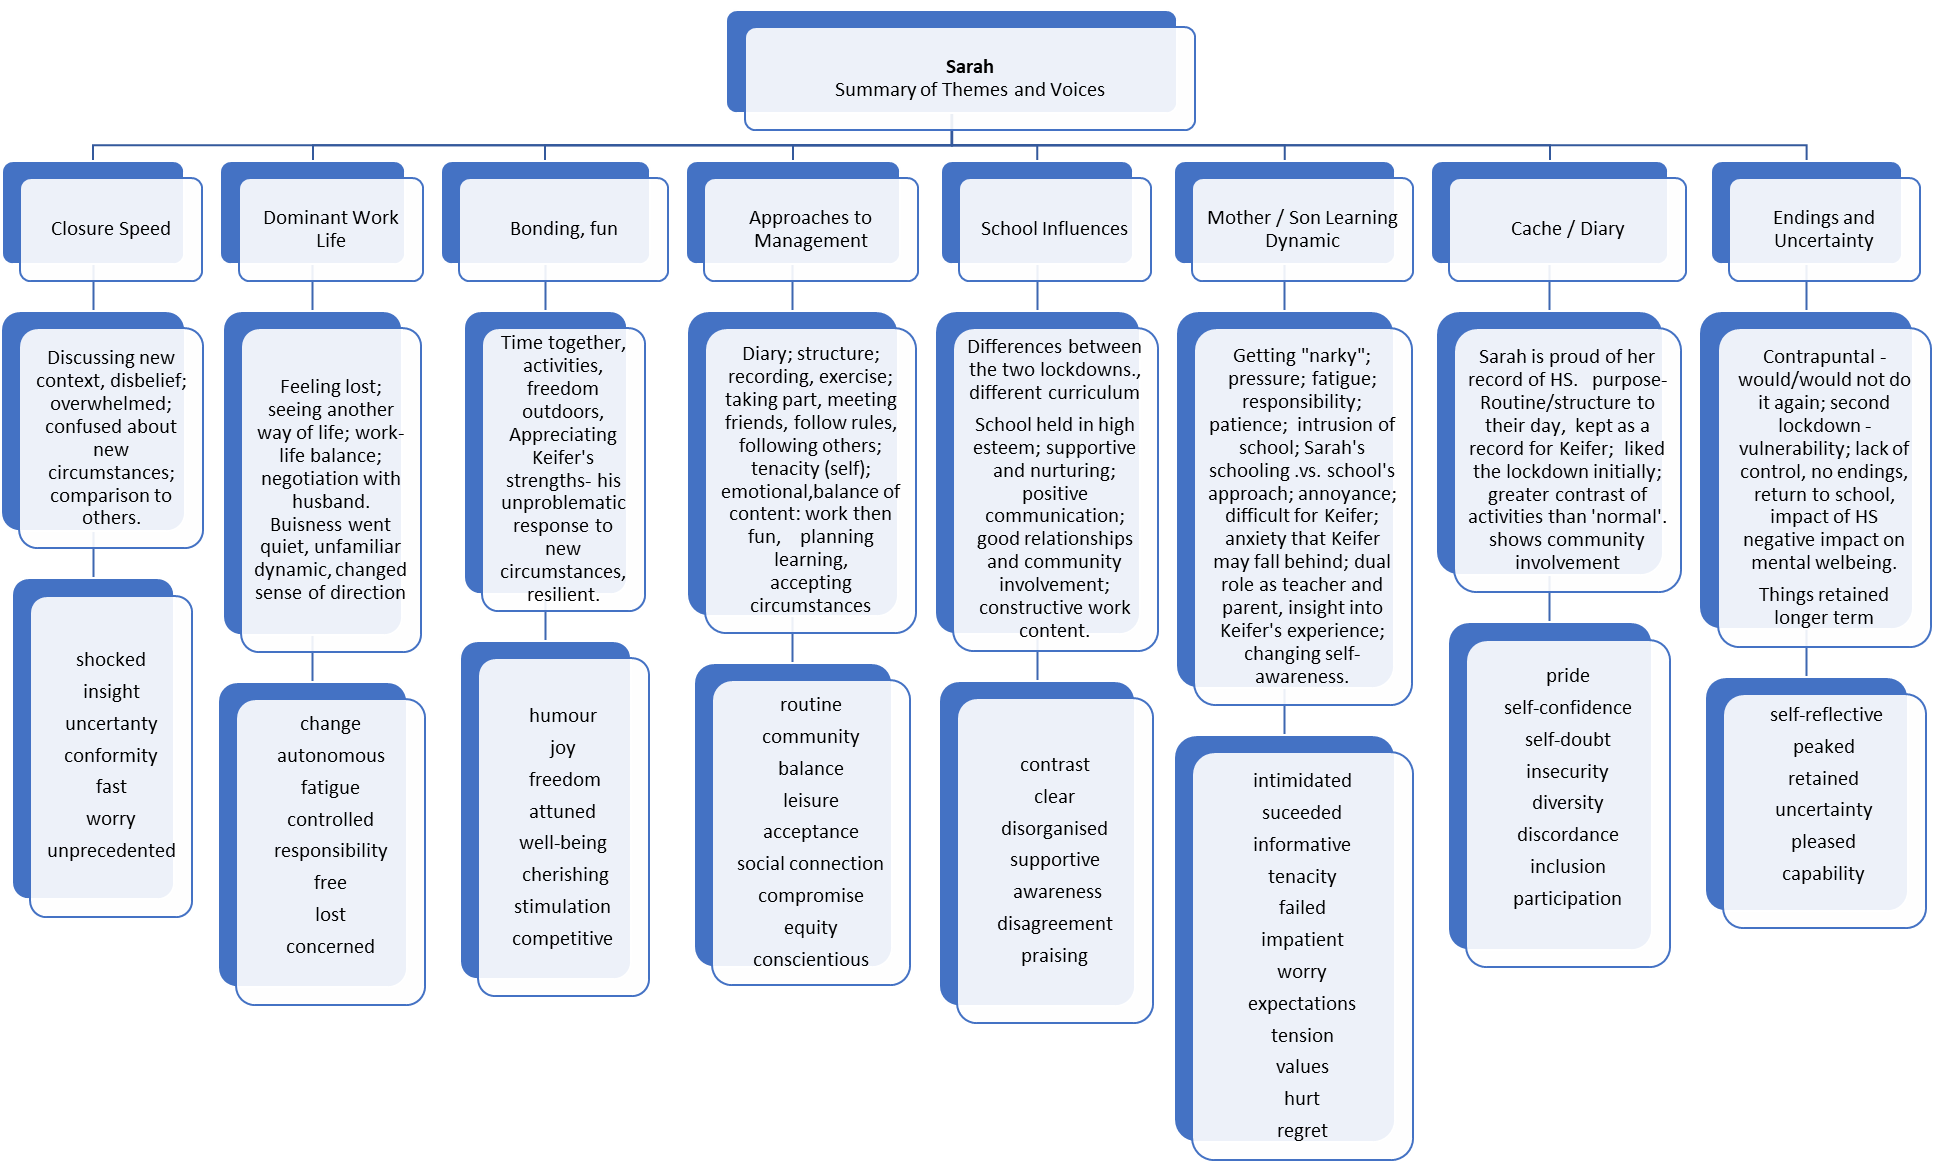 Sarah
Summary of Themes and Voices
Closure Speed
Dominant Work
Life
Bonding, fun
Approaches to
Management
School Influences
Mother / Son Learning
Dynamic
Cache / Diary
Endings and
Uncertainty
Discussing new
context, disbelief;
overwhelmed;
confused about
new
circumstances;
comparison to
others.
Feeling lost;
seeing another
way of life; work-
life balance;
negotiation with
husband.
Buisness went
quiet, unfamiliar
dynamic, changed
sense of direction
Time together,
activities,
freedom
outdoors,
Appreciating
Keifer's
strengths- his
unproblematic
response to
new
circumstances,
resilient.
Diary; structure;
recording, exercise;
taking part, meeting
friends, follow rules,
following others;
tenacity (self);
emotional,balance of
content: work then
fun, planning
learning,
accepting
circumstances
Differences between
the two lockdowns.,
different curriculum
School held in high
esteem; supportive
and nurturing;
positive
communication;
good relationships
and community
involvement;
constructive work
content.
Getting "narky";
pressure; fatigue;
responsibility;
patience; intrusion of
school; Sarah's
schooling .vs. school's
approach; annoyance;
difficult for Keifer;
anxiety that Keifer
may fall behind; dual
role as teacher and
parent, insight into
Keifer's experience;
changing self-
awareness.
Sarah is proud of her
record of HS. purpose-
Routine/structure to
their day, kept as a
record for Keifer; liked
the lockdown initially;
greater contrast of
activities than 'normal'.
shows community
involvement
Contrapuntal -
would/would not do
it again; second
lockdown -
vulnerability; lack of
control, no endings,
return to school,
impact of HS
negative impact on
mental welbeing.
Things retained
longer term
shocked
insight
uncertanty
conformity
fast
worry
unprecedented
change
autonomous
fatigue
controlled
responsibility
free
lost
concerned
humour
joy
freedom
attuned
well-being
cherishing
stimulation
competitive
routine
community
balance
leisure
acceptance
social connection
compromise
equity
conscientious
contrast
clear
disorganised
supportive
awareness
disagreement
praising
intimidated
suceeded
informative
tenacity
failed
impatient
worry
expectations
tension
values
hurt
regret
pride
self-confidence
self-doubt
insecurity
diversity
discordance
inclusion
participation
self-reflective
peaked
retained
uncertainty
pleased
capability